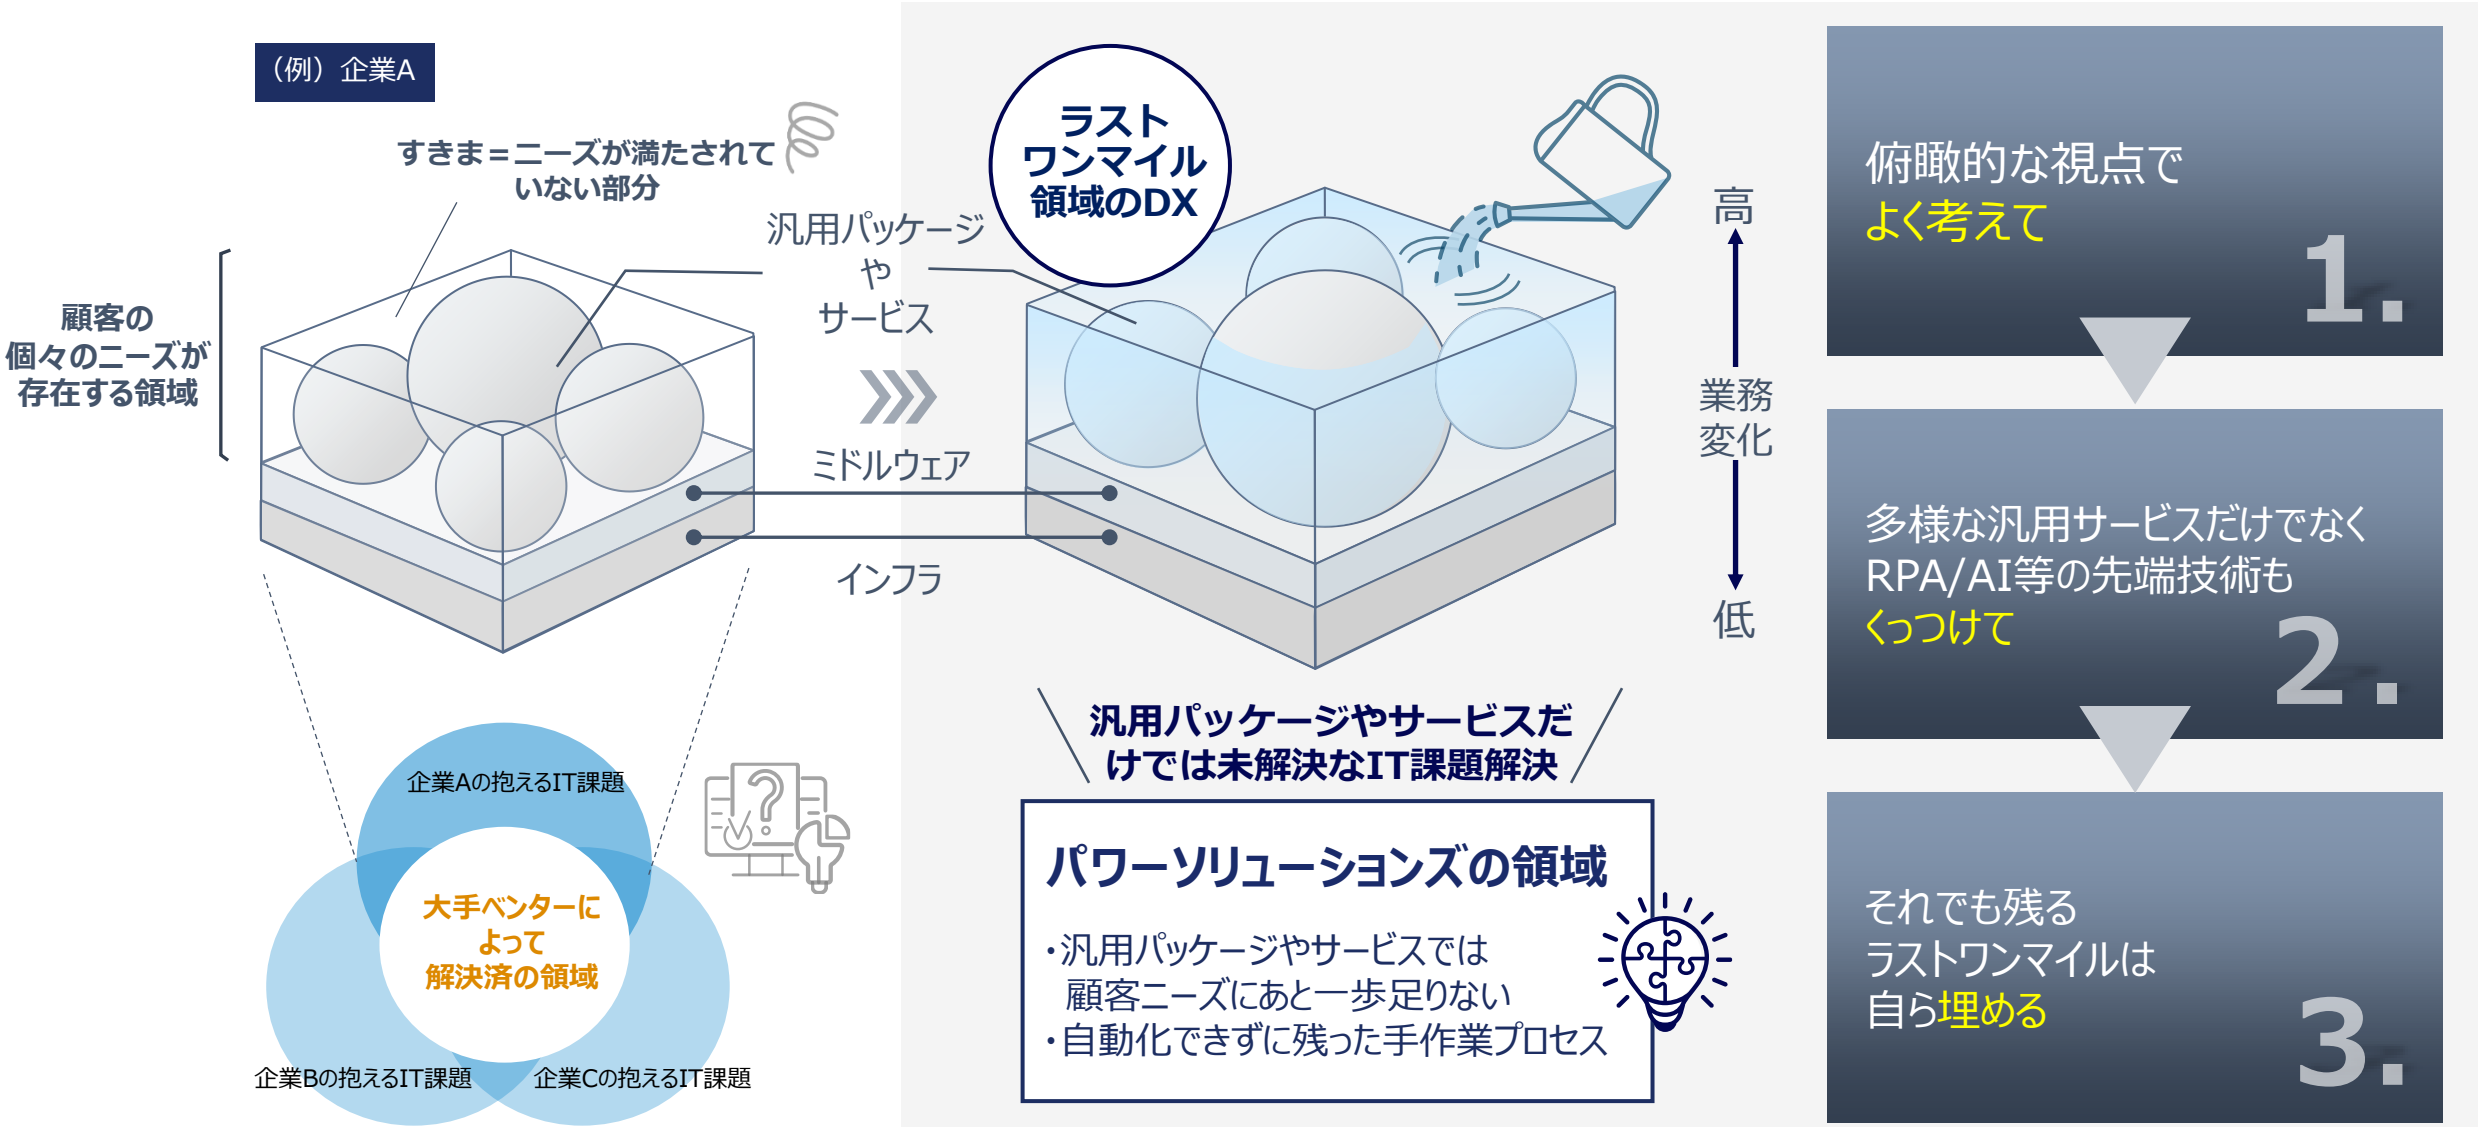 （例）企業A
すきま＝ニーズが満たされて
いない部分
顧客の
個々のニーズが
存在する領域
汎用パッケージ
や
サービス
ミドルウェア
インフラ
企業Aの抱えるIT課題
大手ベンターに
よって
解決済の領域
企業Bの抱えるIT課題
企業Cの抱えるIT課題
ラスト
ワンマイル
領域のDX
高
業務
変化
低
汎用パッケージやサービスだ
けでは未解決なIT課題解決
パワーソリューションズの領域
・汎用パッケージやサービスでは
顧客ニーズにあと一歩足りない
・自動化できずに残った手作業プロセス
俯瞰的な視点で
よく考えて
1.
多様な汎用サービスだけでなく
RPA/AI等の先端技術も
くっつけて
2.
それでも残る
ラストワンマイルは
自ら埋める
3.